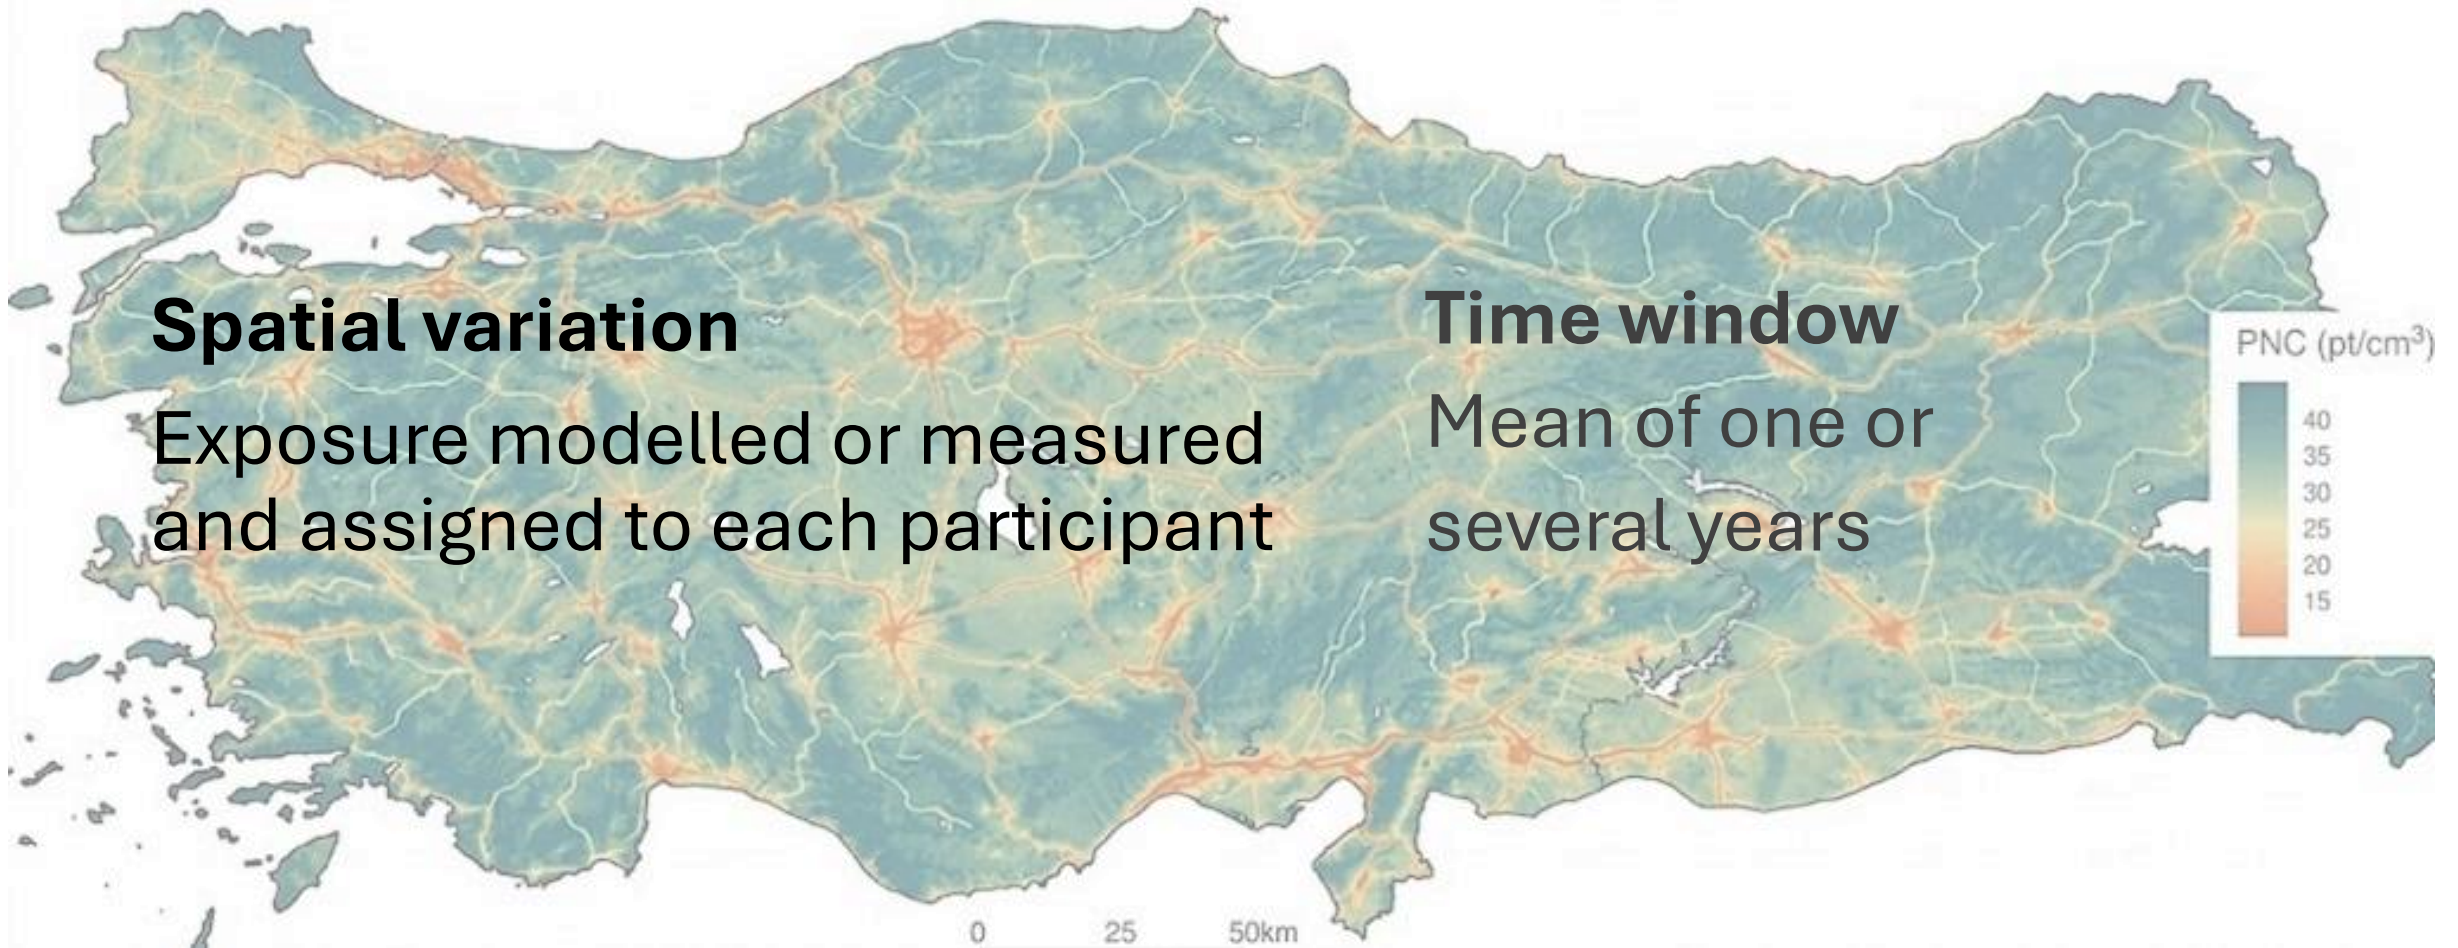 Spatial variation
Exposure modelled or measured
and assigned to each participant
Time window
Mean of one or
several years
PNC (pt/cm³)
40
35
30
25
20
15
0 25 50km